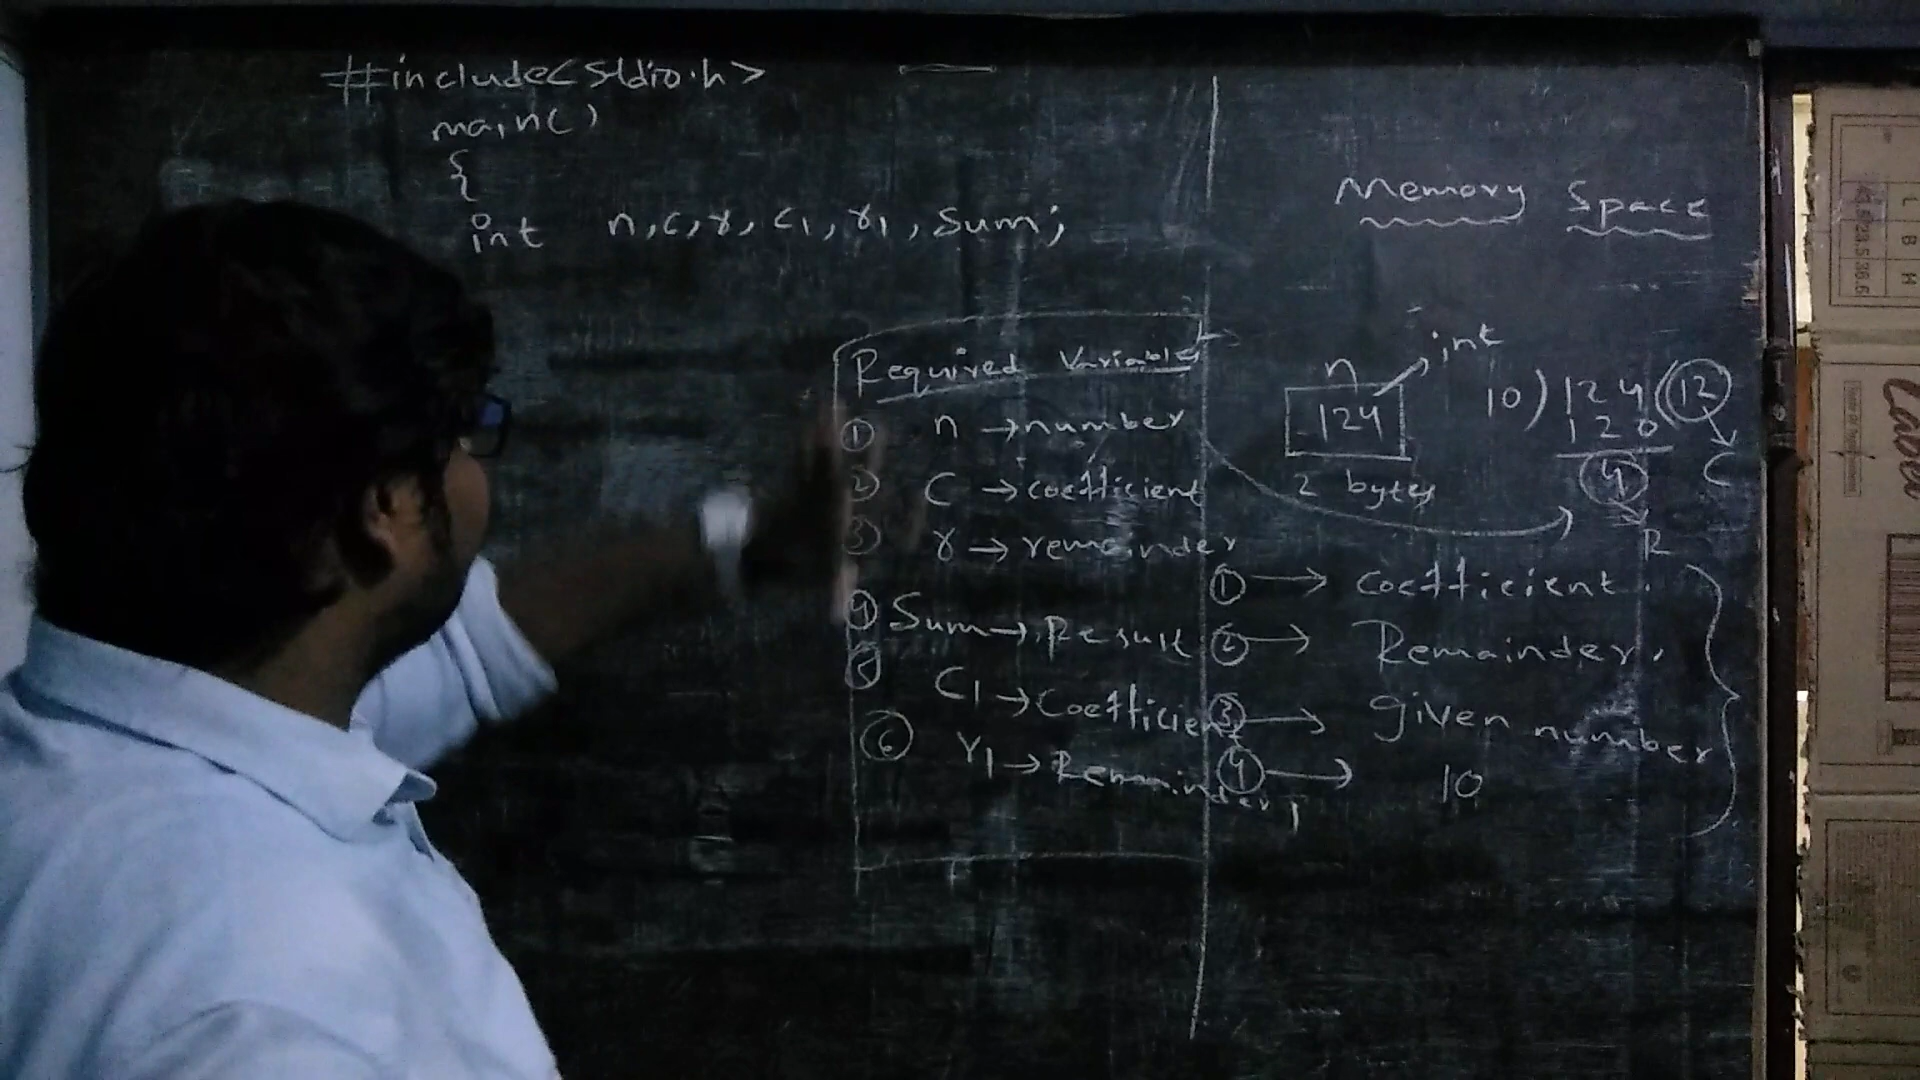 #include<stdio.h>
main()
{
int n,c,r,c1,r1,Sum;
Required Variables
① n → number
② C → coefficient
③ r → remainder
④ Sum → Result
⑤ C1 → Coefficient
⑥ r1 → Remainder
Memory Space
n → int
124
2 bytes
10)124(12
120
4
C
R
① → Coefficient.
② → Remainder.
③ → given number
④ → 10
L B H